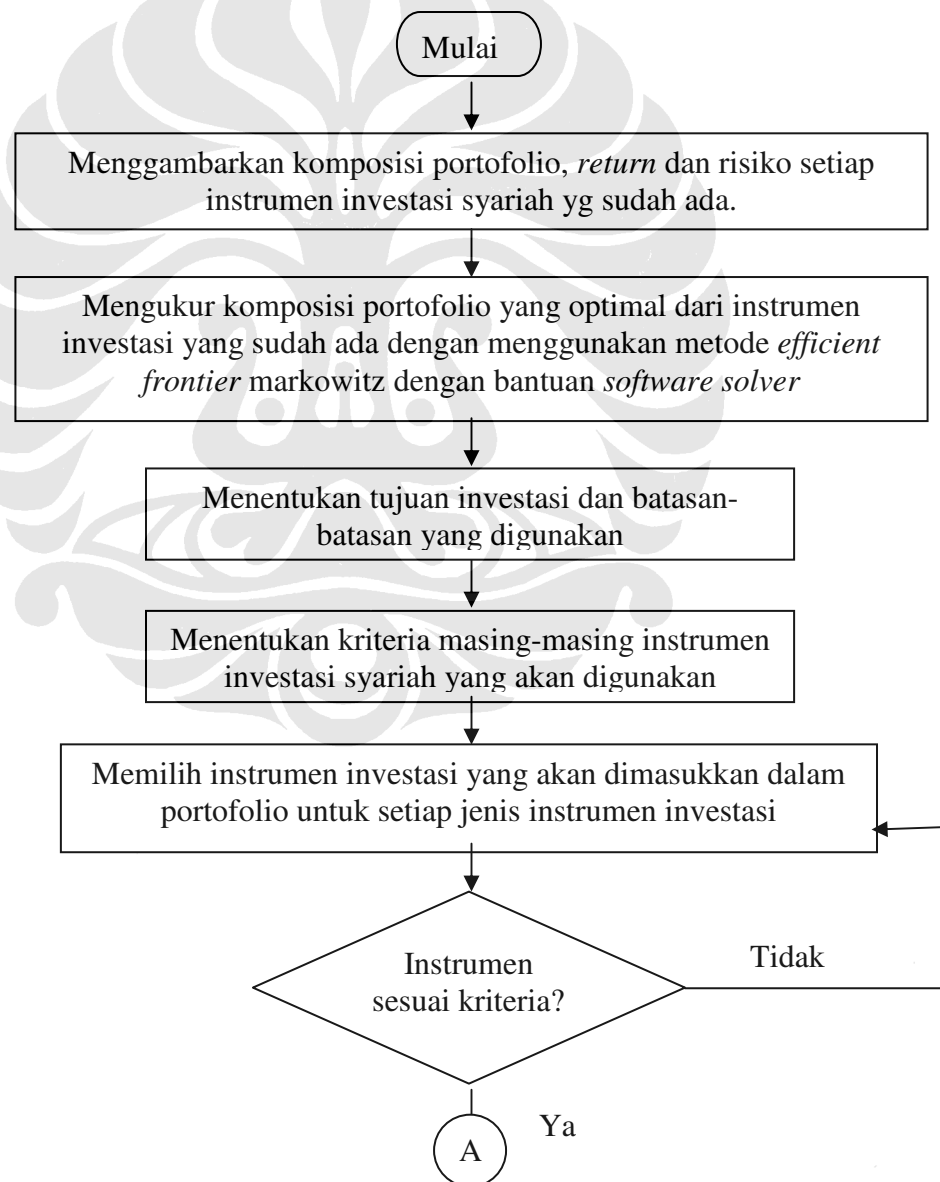 Mulai
Menggambarkan komposisi portofolio, return dan risiko setiap
instrumen investasi syariah yg sudah ada.
Mengukur komposisi portofolio yang optimal dari instrumen
investasi yang sudah ada dengan menggunakan metode efficient
frontier markowitz dengan bantuan software solver
Menentukan tujuan investasi dan batasan-
batasan yang digunakan
Menentukan kriteria masing-masing instrumen
investasi syariah yang akan digunakan
Memilih instrumen investasi yang akan dimasukkan dalam
portofolio untuk setiap jenis instrumen investasi
Instrumen
sesuai kriteria?
Tidak
Ya
A